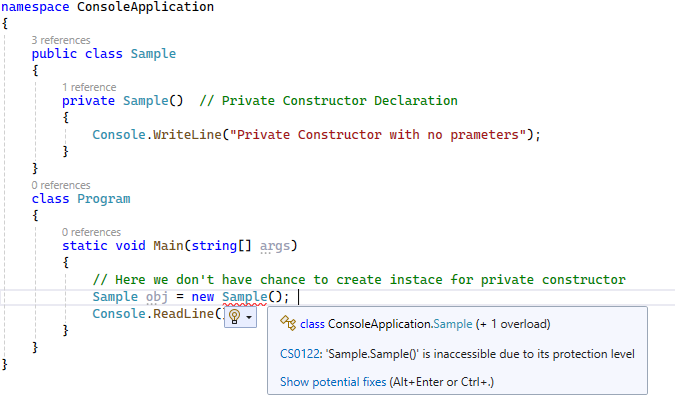 namespace ConsoleApplication
{
3 references
public class Sample
{
1 reference
private Sample()  // Private Constructor Declaration
{
Console.WriteLine("Private Constructor with no prameters");
}
}
0 references
class Program
{
0 references
static void Main(string[] args)
{
// Here we don't have chance to create instace for private constructor
Sample obj = new Sample();
Console.ReadLine(
class ConsoleApplication.Sample (+ 1 overload)
CS0122: 'Sample.Sample()' is inaccessible due to its protection level
Show potential fixes (Alt+Enter or Ctrl+.)
}
}
}